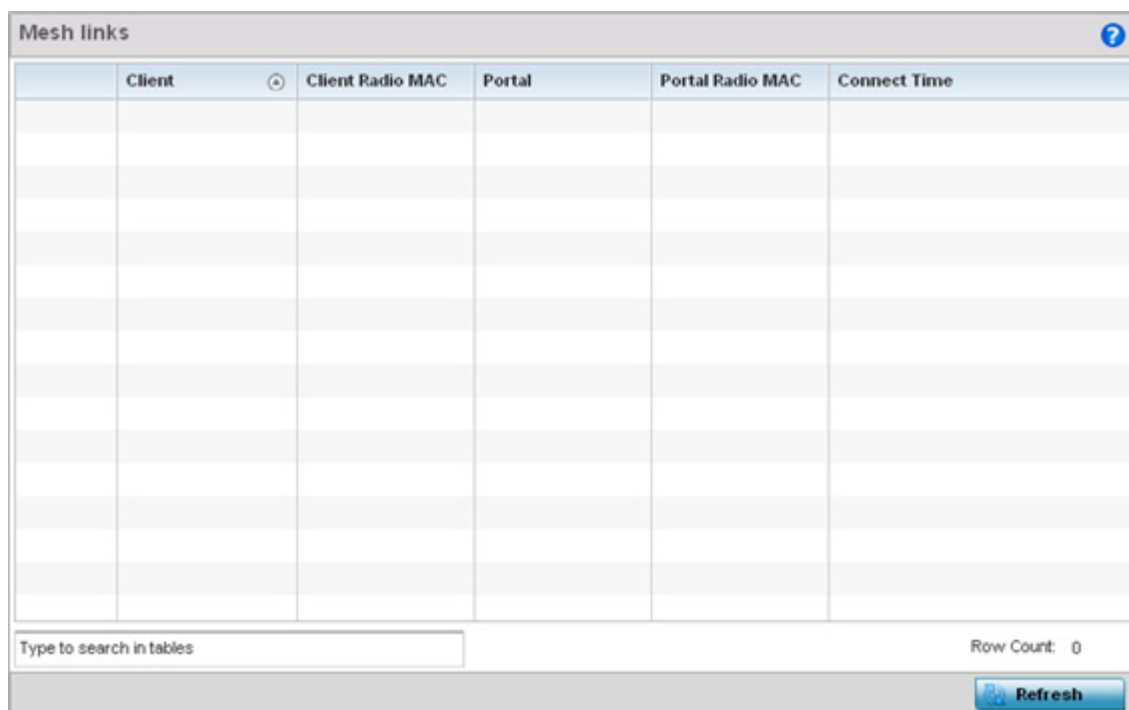 Mesh links
Client Client Radio MAC Portal Portal Radio MAC Connect Time
Type to search in tables Row Count: 0
Refresh